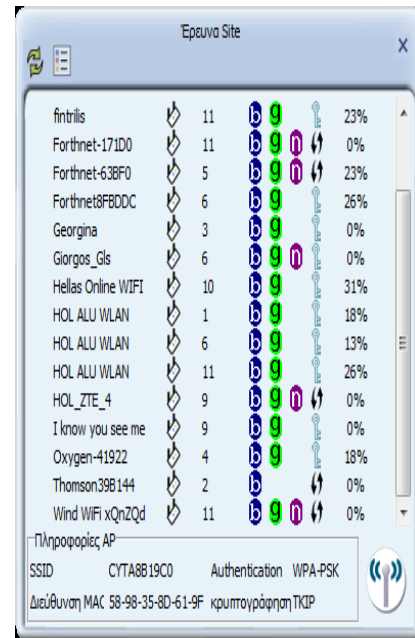 Έρευνα Site
fintrilis 11 b g 23%
Forthnet-171D0 11 b g n 0%
Forthnet-63BF0 5 b g n 23%
Forthnet8FBDDC 6 b g 26%
Georgina 3 b g 0%
Giorgos_Gls 6 b g n 0%
Hellas Online WIFI 10 b g 31%
HOL ALU WLAN 1 b g 18%
HOL ALU WLAN 6 b g 13%
HOL ALU WLAN 11 b g 26%
HOL_ZTE_4 9 b g n 0%
I know you see me 9 b g 0%
Oxygen-41922 4 b g 18%
Thomson39B144 2 b 0%
Wind WiFi xQnZQd 11 b g n 0%
Πληροφορίες AP
SSID CYTA8B19C0 Authentication WPA-PSK
Διεύθυνση MAC 58-98-35-8D-61-9F κρυπτογράφηση TKIP